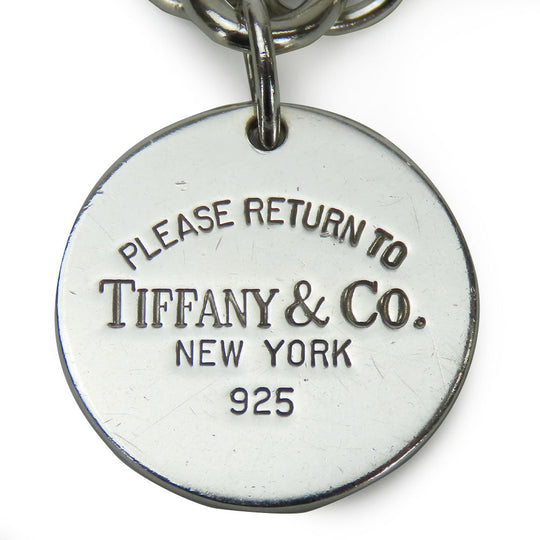 PLEASE RETURN TO
TIFFANY & CO.
NEW YORK
925